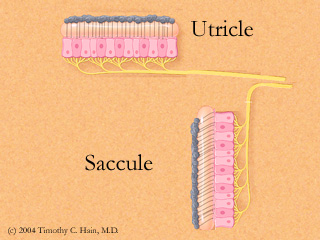 Utricle
Saccule
(c) 2004 Timothy C. Hain, M.D.